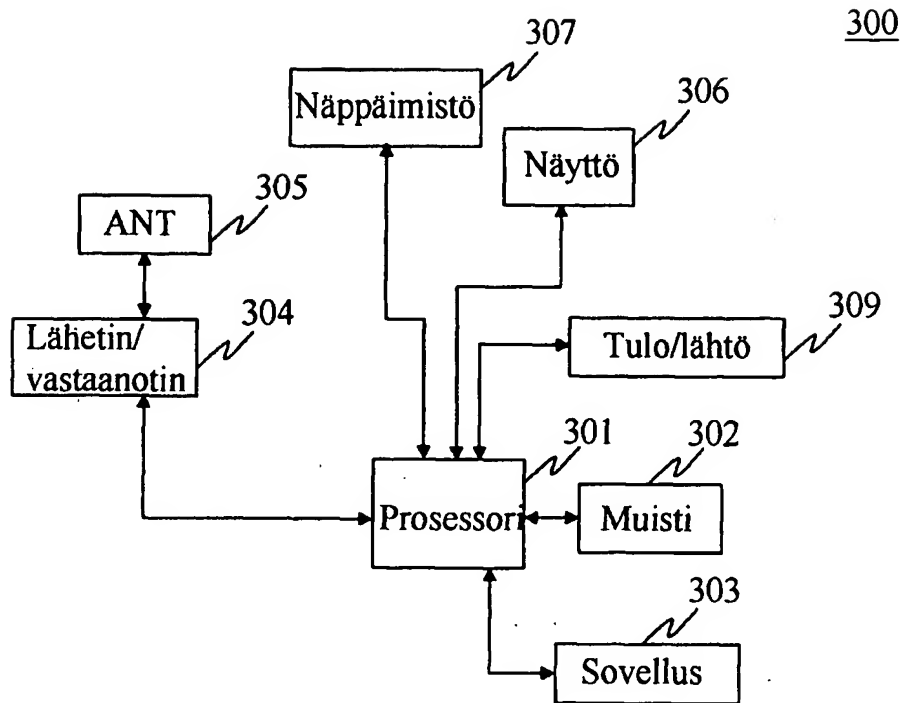 300
307
Näppäimistö
306
Näyttö
305
ANT
304
Lähetin/
vastaanotin
309
Tulo/lähtö
301
302
Prosessori
Muisti
303
Sovellus